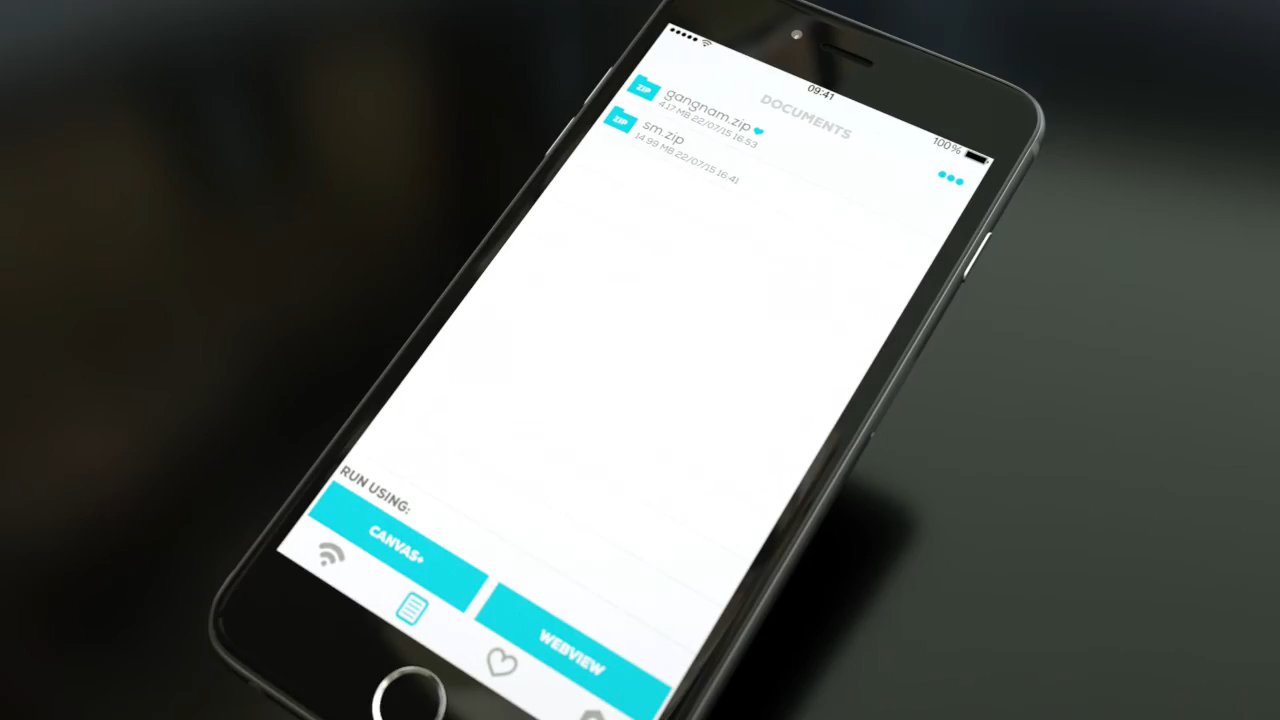 09:41
100%
DOCUMENTS
ZIP
gangnam.zip
4.17 MB 22/07/15 16:53
ZIP
sm.zip
14.99 MB 22/07/15 16:41
RUN USING:
CANVAS+
WEBVIEW